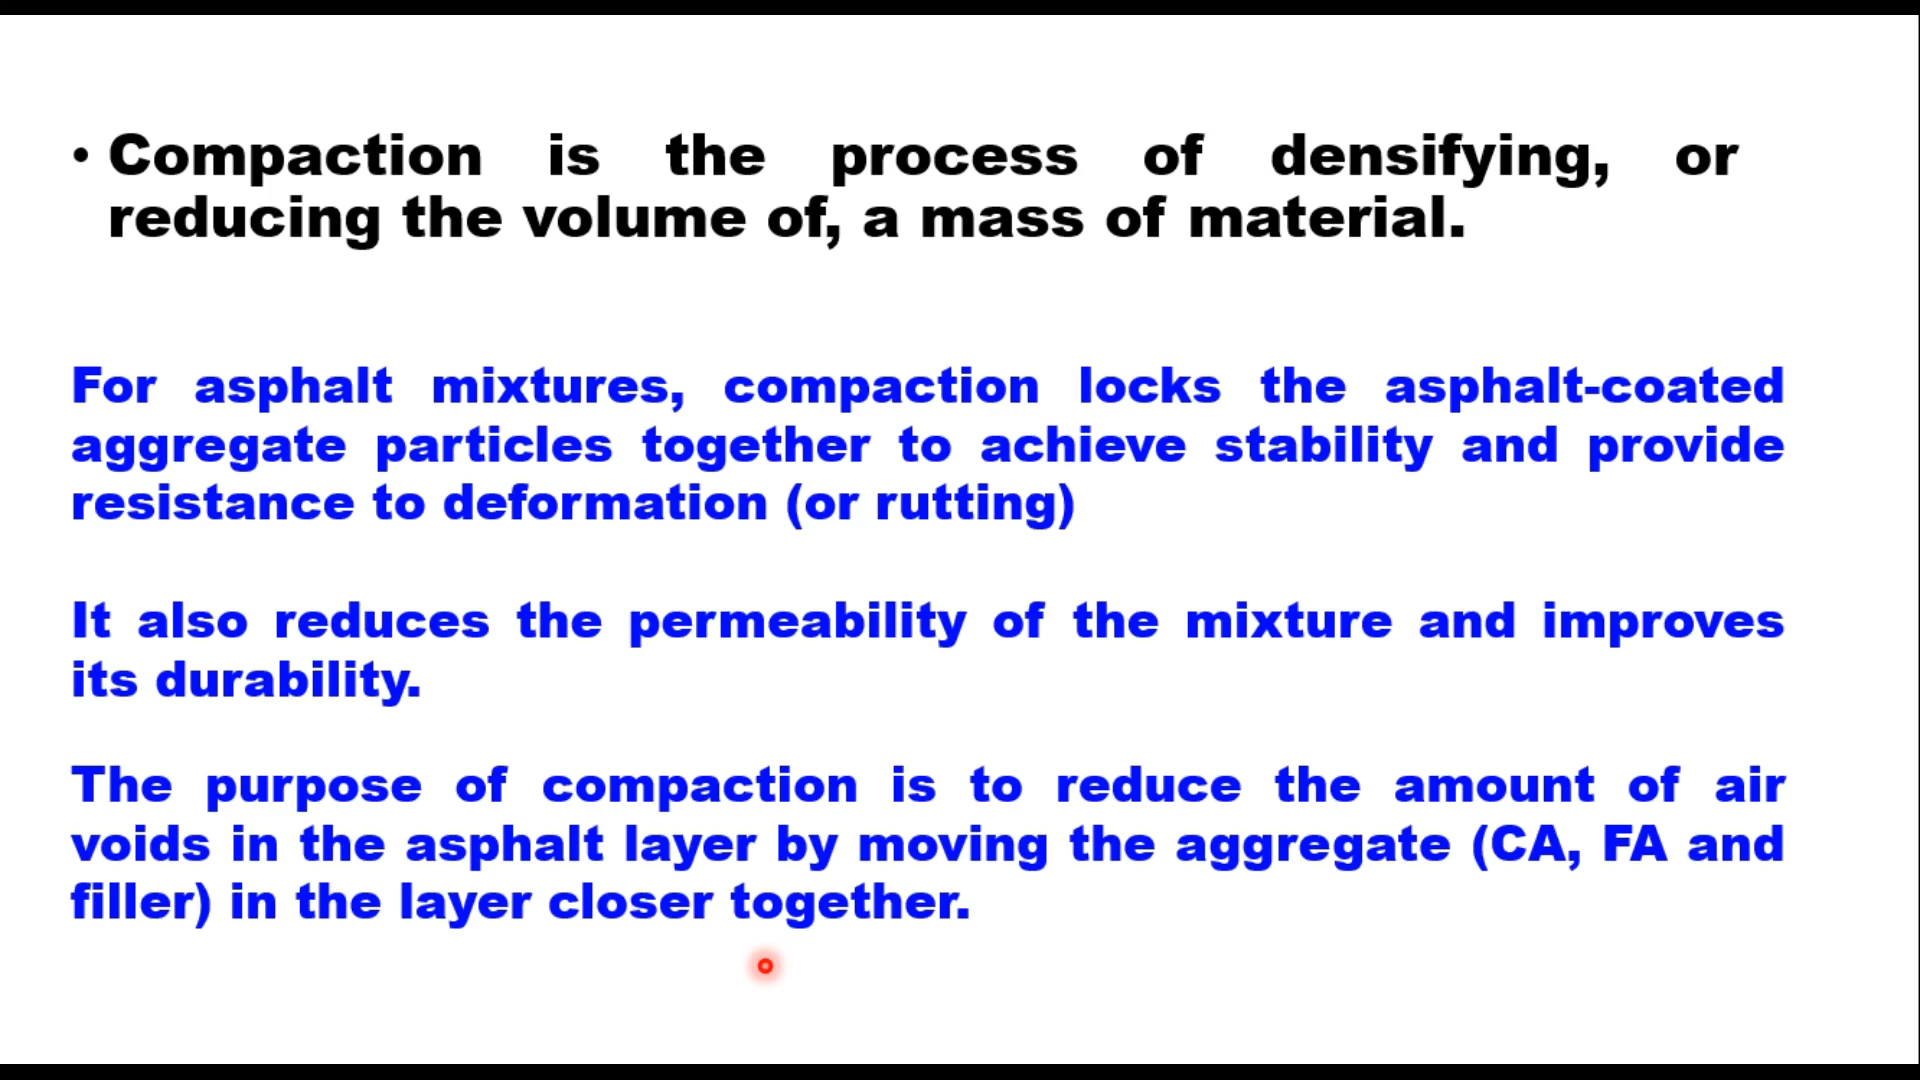 • Compaction is the process of densifying, or
reducing the volume of, a mass of material.
For asphalt mixtures, compaction locks the asphalt-coated
aggregate particles together to achieve stability and provide
resistance to deformation (or rutting)
It also reduces the permeability of the mixture and improves
its durability.
The purpose of compaction is to reduce the amount of air
voids in the asphalt layer by moving the aggregate (CA, FA and
filler) in the layer closer together.